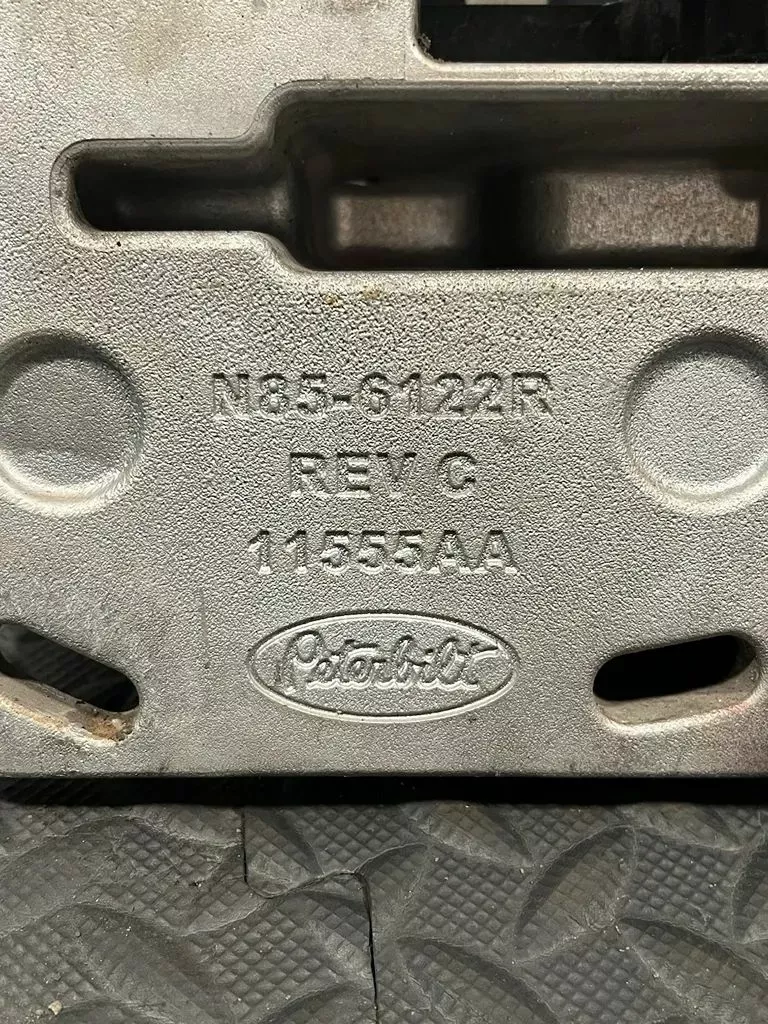 N85-6122R
REV C
11555AA
Peterbilt